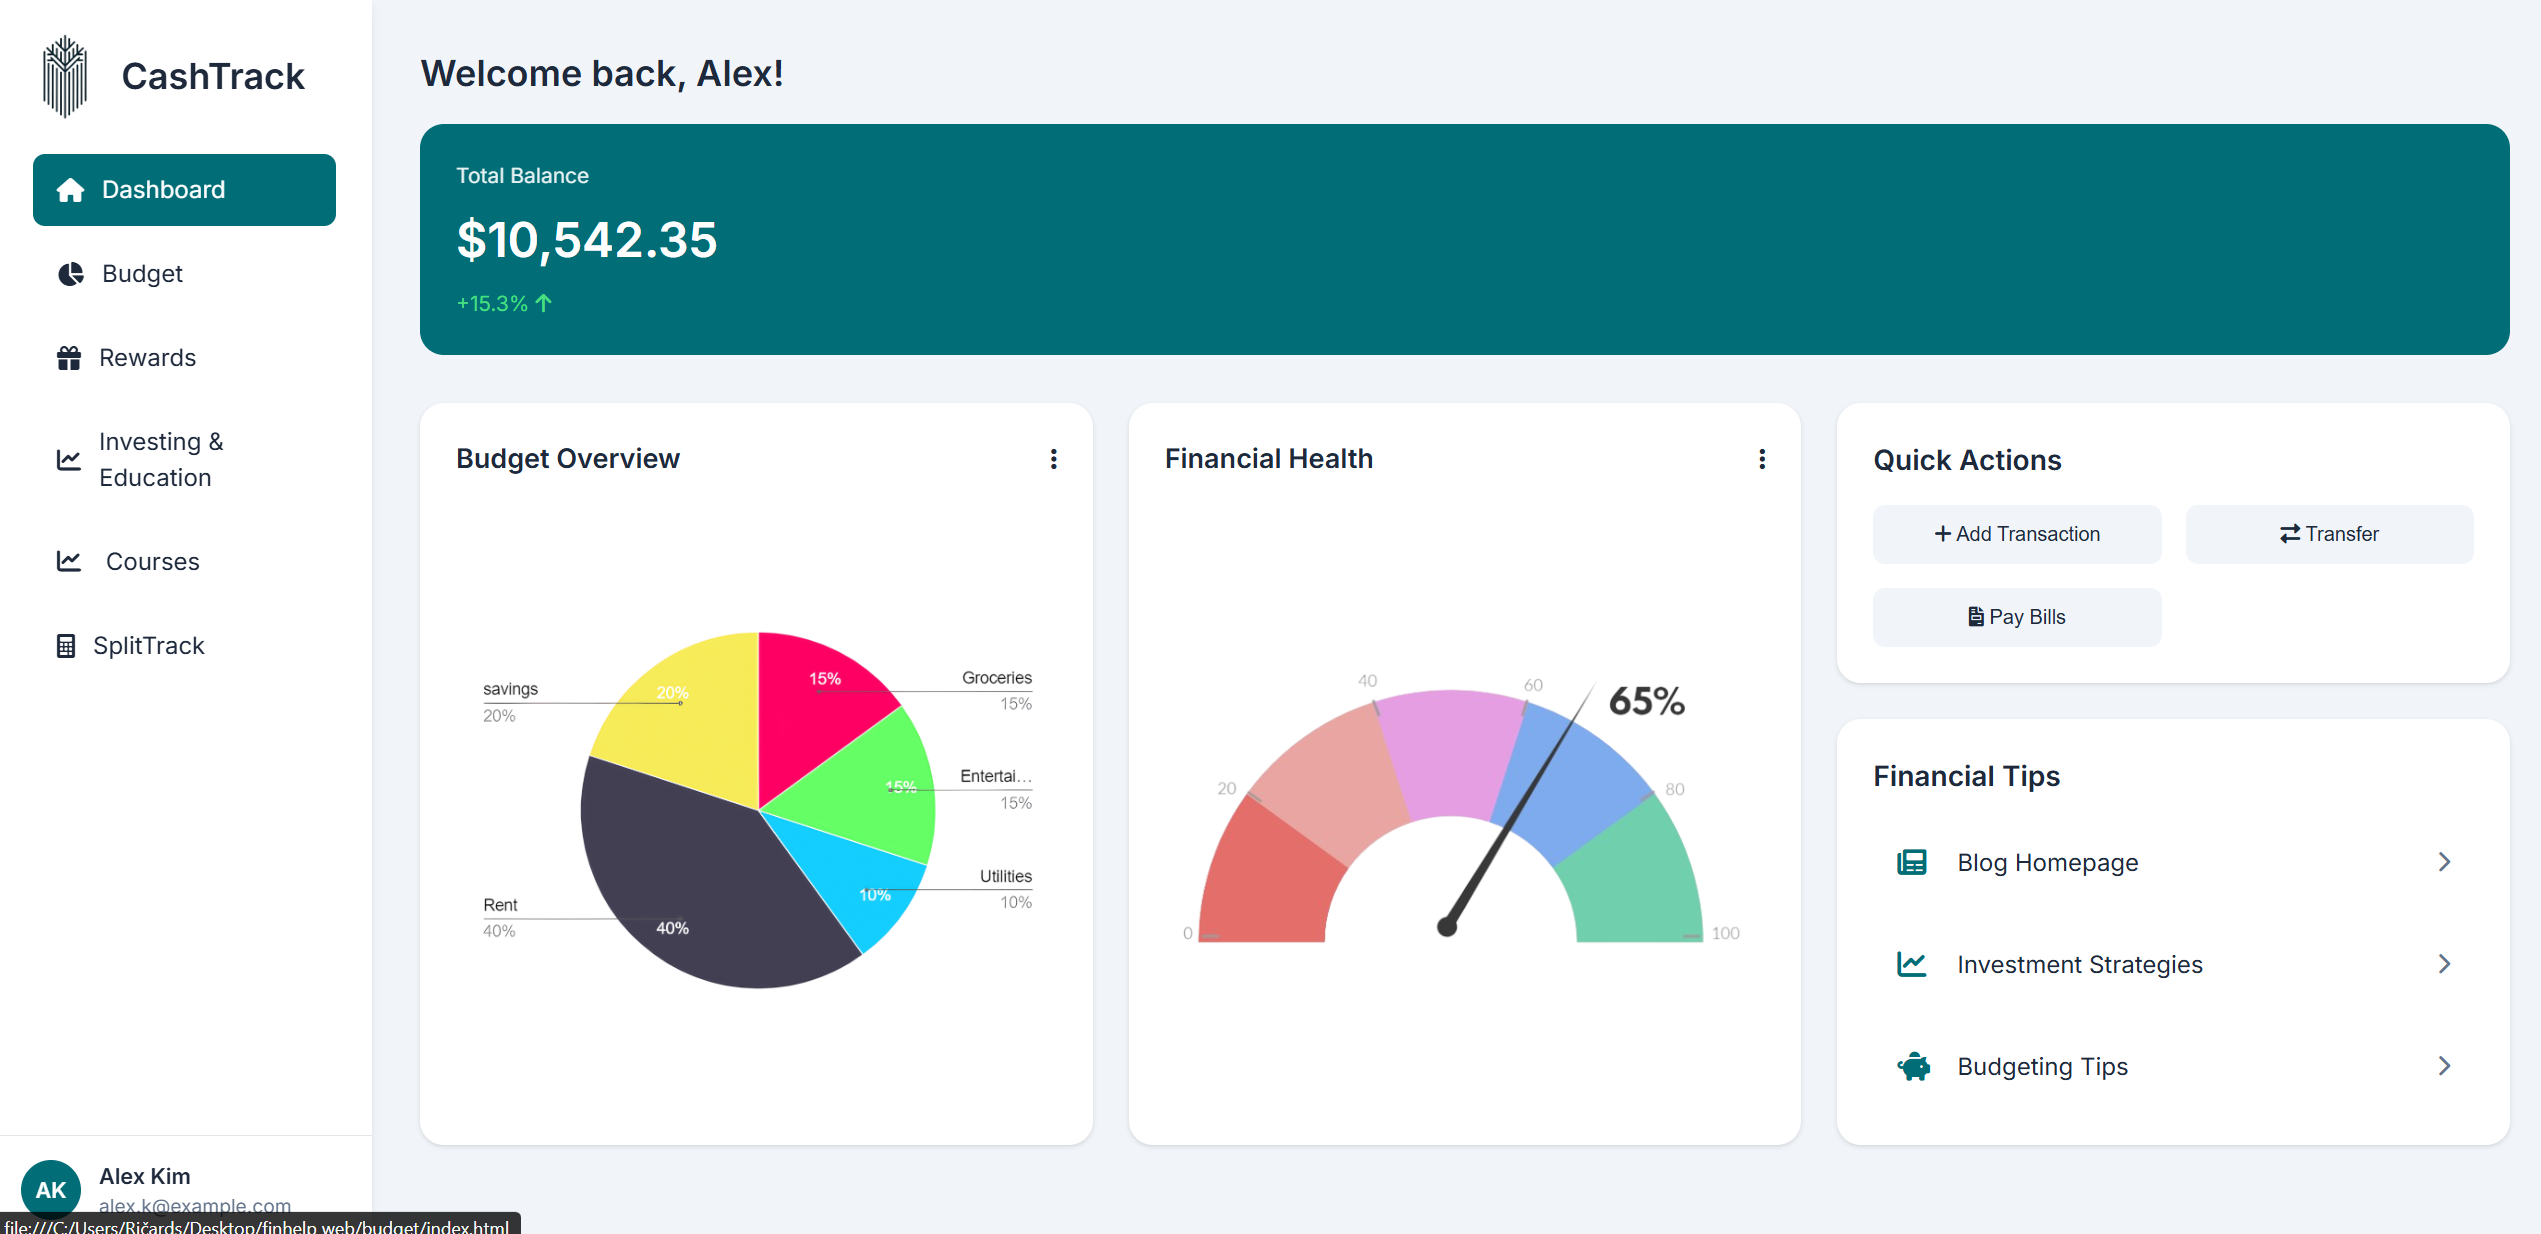 CashTrack
Dashboard
Budget
Rewards
Investing &
Education
Courses
SplitTrack
Alex Kim
AK
alex.k@example.com
file:///C:/Users/Ričards/Desktop/finhelp web/budget/index.html
Welcome back, Alex!
Total Balance
$10,542.35
+15.3%
Budget Overview
savings
20%
20%
15%
Groceries
15%
15%
Entertai...
15%
10%
Utilities
10%
Rent
40%
40%
Financial Health
0
20
40
60
80
100
65%
Quick Actions
Add Transaction
Transfer
Pay Bills
Financial Tips
Blog Homepage
Investment Strategies
Budgeting Tips